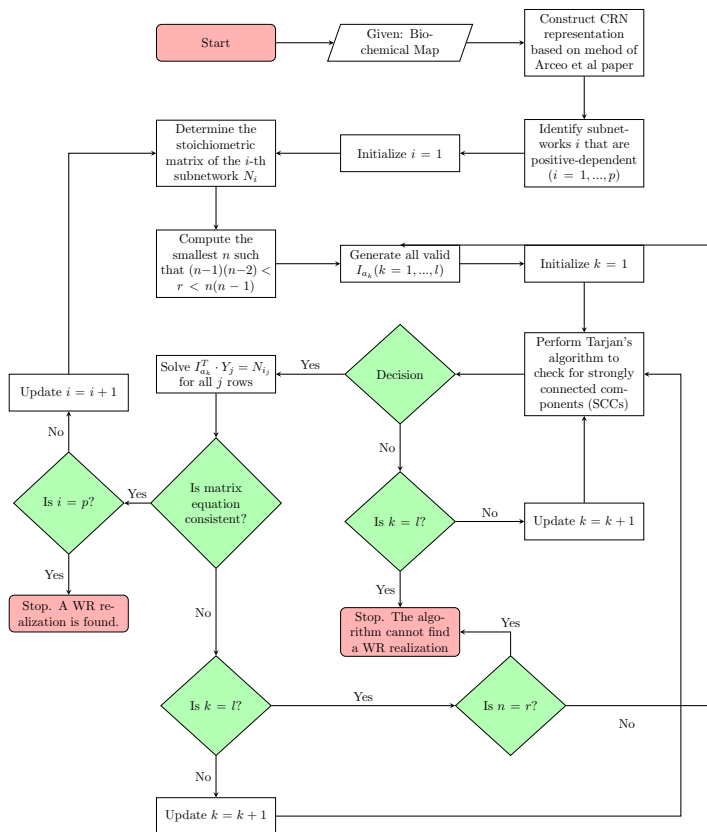 Start
Given: Bio-
chemical Map
Construct CRN
representation
based on mehod of
Arceo et al paper
Determine the
stoichiometric
matrix of the i-th
subnetwork N_i
Initialize i = 1
Identify subnet-
works i that are
positive-dependent
(i = 1, ..., p)
Compute the
smallest n such
that (n−1)(n−2) <
r < n(n − 1)
Generate all valid
I_{a_k}(k = 1, ..., l)
Initialize k = 1
Update i = i + 1
Solve I^T_{a_k} · Y_j = N_{i_j}
for all j rows
Yes
Decision
Perform Tarjan's
algorithm to
check for strongly
connected com-
ponents (SCCs)
No
No
Is i = p?
Yes
Is matrix
equation
consistent?
Is k = l?
No
Update k = k + 1
Yes
Yes
Stop. A WR re-
alization is found.
No
Stop. The algo-
rithm cannot find
a WR realization
Yes
Is k = l?
Yes
Is n = r?
No
No
Update k = k + 1